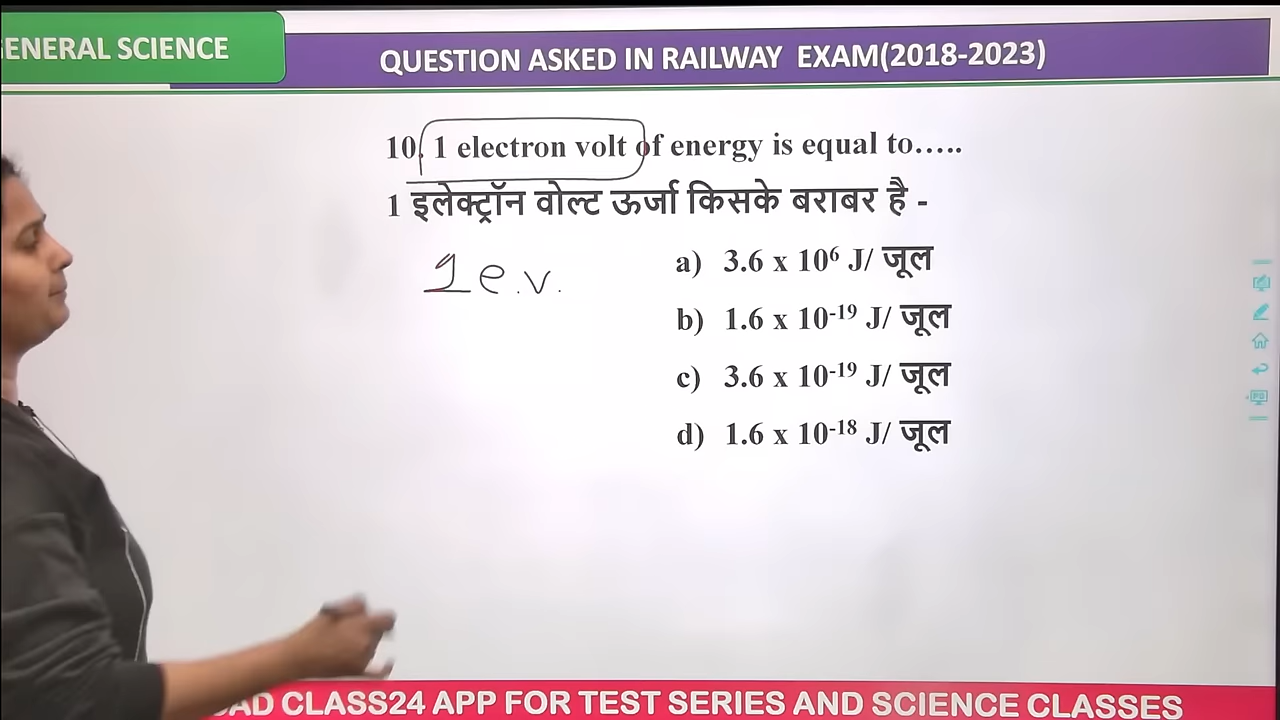 GENERAL SCIENCE
QUESTION ASKED IN RAILWAY EXAM(2018-2023)
10. 1 electron volt of energy is equal to…..
1 इलेक्ट्रॉन वोल्ट ऊर्जा किसके बराबर है -
1 e.v.
a) 3.6 x 10⁶ J/ जूल
b) 1.6 x 10⁻¹⁹ J/ जूल
c) 3.6 x 10⁻¹⁹ J/ जूल
d) 1.6 x 10⁻¹⁸ J/ जूल
CLASS24 APP FOR TEST SERIES AND SCIENCE CLASSES